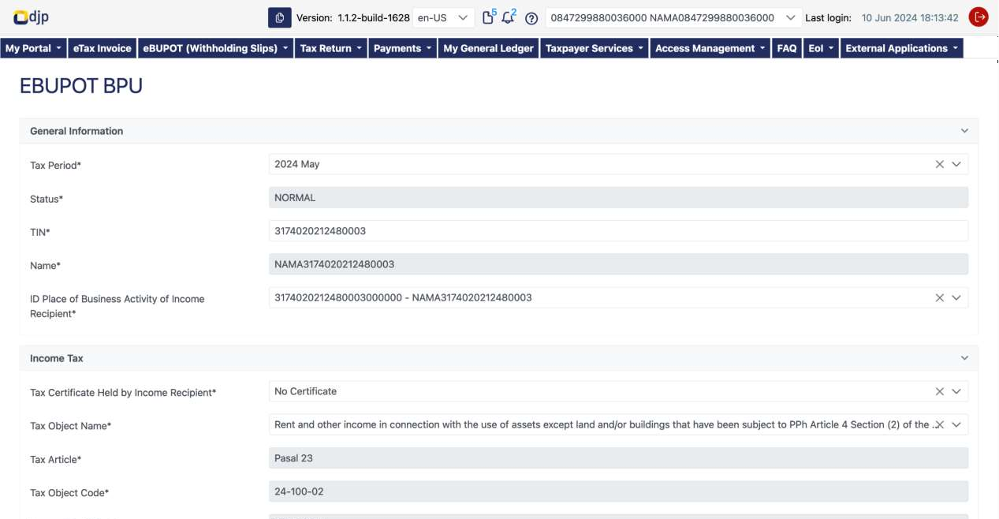 djp
Version: 1.1.2-build-1628
en-US
5
2
0847299880036000 NAMA0847299880036000
Last login: 10 Jun 2024 18:13:42
My Portal
eTax Invoice
eBUPOT (Withholding Slips)
Tax Return
Payments
My General Ledger
Taxpayer Services
Access Management
FAQ
EoI
External Applications
EBUPOT BPU
General Information
Tax Period*
2024 May
Status*
NORMAL
TIN*
3174020212480003
Name*
NAMA3174020212480003
ID Place of Business Activity of Income
Recipient*
3174020212480003000000 - NAMA3174020212480003
Income Tax
Tax Certificate Held by Income Recipient*
No Certificate
Tax Object Name*
Rent and other income in connection with the use of assets except land and/or buildings that have been subject to PPh Article 4 Section (2) of the ...
Tax Article*
Pasal 23
Tax Object Code*
24-100-02